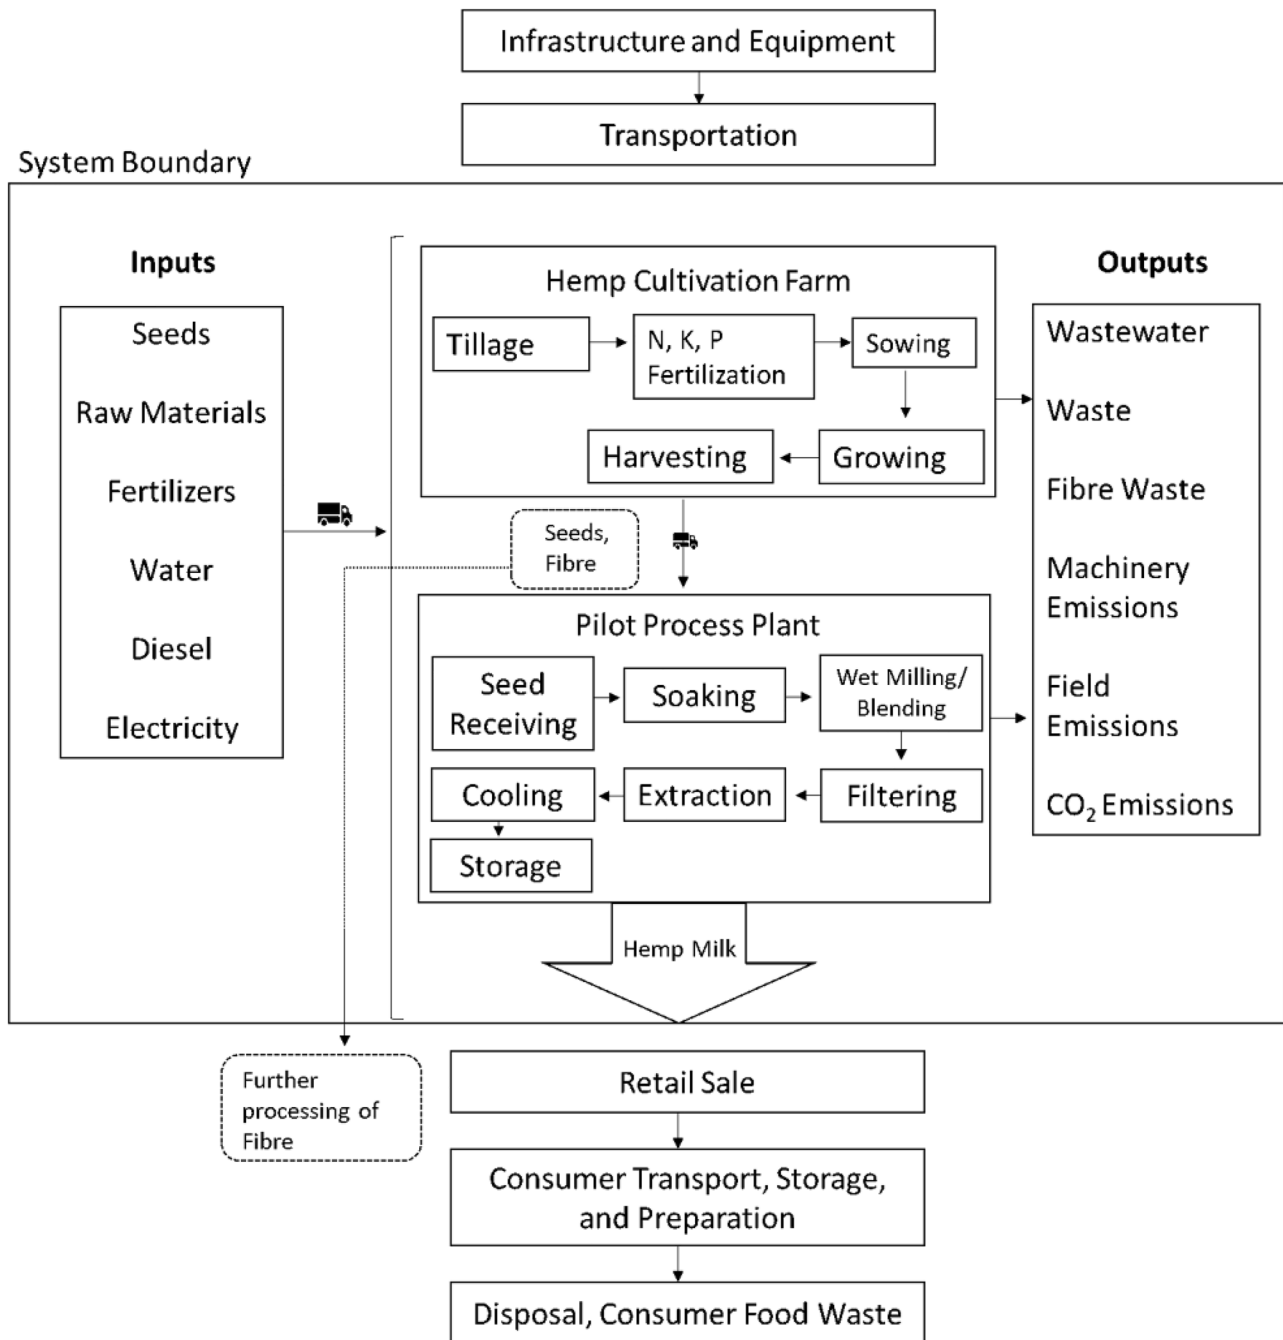 Infrastructure and Equipment
Transportation
System Boundary
Inputs
Seeds
Raw Materials
Fertilizers
Water
Diesel
Electricity
Hemp Cultivation Farm
Tillage
N, K, P
Fertilization
Sowing
Harvesting
Growing
Seeds,
Fibre
Pilot Process Plant
Seed
Receiving
Soaking
Wet Milling/
Blending
Cooling
Extraction
Filtering
Storage
Hemp Milk
Outputs
Wastewater
Waste
Fibre Waste
Machinery
Emissions
Field
Emissions
CO₂ Emissions
Further
processing of
Fibre
Retail Sale
Consumer Transport, Storage,
and Preparation
Disposal, Consumer Food Waste